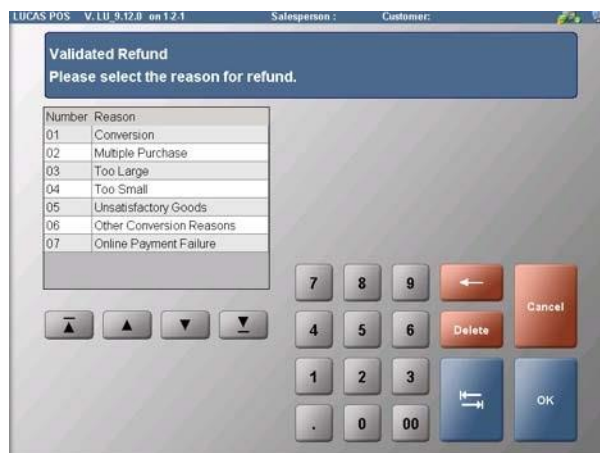 LUCAS POS V. LU_9.12.0 on 1-2-1 Salesperson : Customer:
Validated Refund
Please select the reason for refund.
Number Reason
01 Conversion
02 Multiple Purchase
03 Too Large
04 Too Small
05 Unsatisfactory Goods
06 Other Conversion Reasons
07 Online Payment Failure
7 8 9 Cancel
4 5 6 Delete
1 2 3
. 0 00 OK